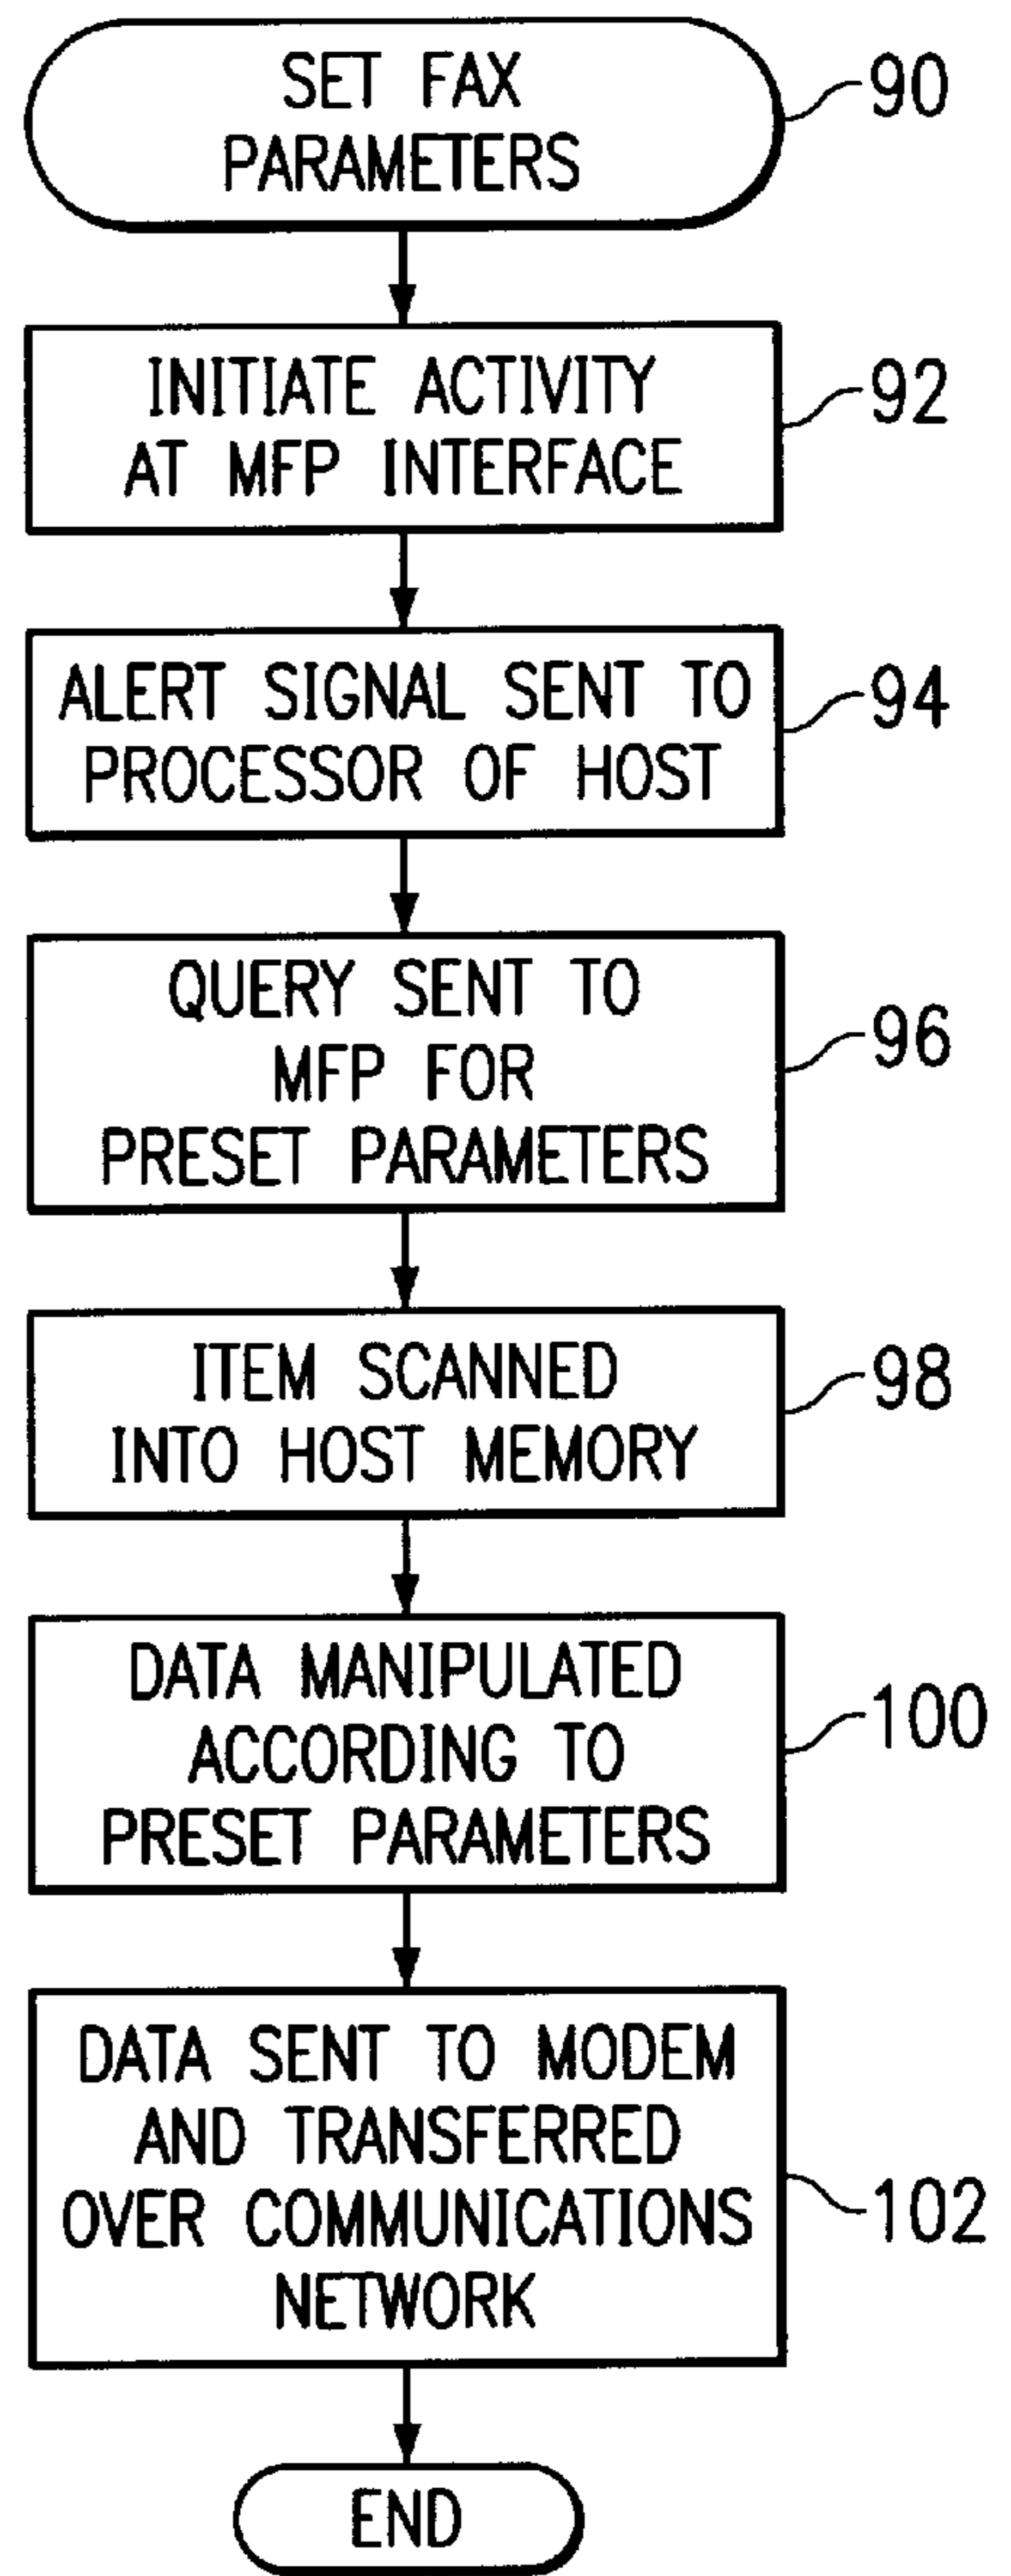 SET FAX
PARAMETERS
90
INITIATE ACTIVITY
AT MFP INTERFACE
92
ALERT SIGNAL SENT TO
PROCESSOR OF HOST
94
QUERY SENT TO
MFP FOR
PRESET PARAMETERS
96
ITEM SCANNED
INTO HOST MEMORY
98
DATA MANIPULATED
ACCORDING TO
PRESET PARAMETERS
100
DATA SENT TO MODEM
AND TRANSFERRED
OVER COMMUNICATIONS
NETWORK
102
END